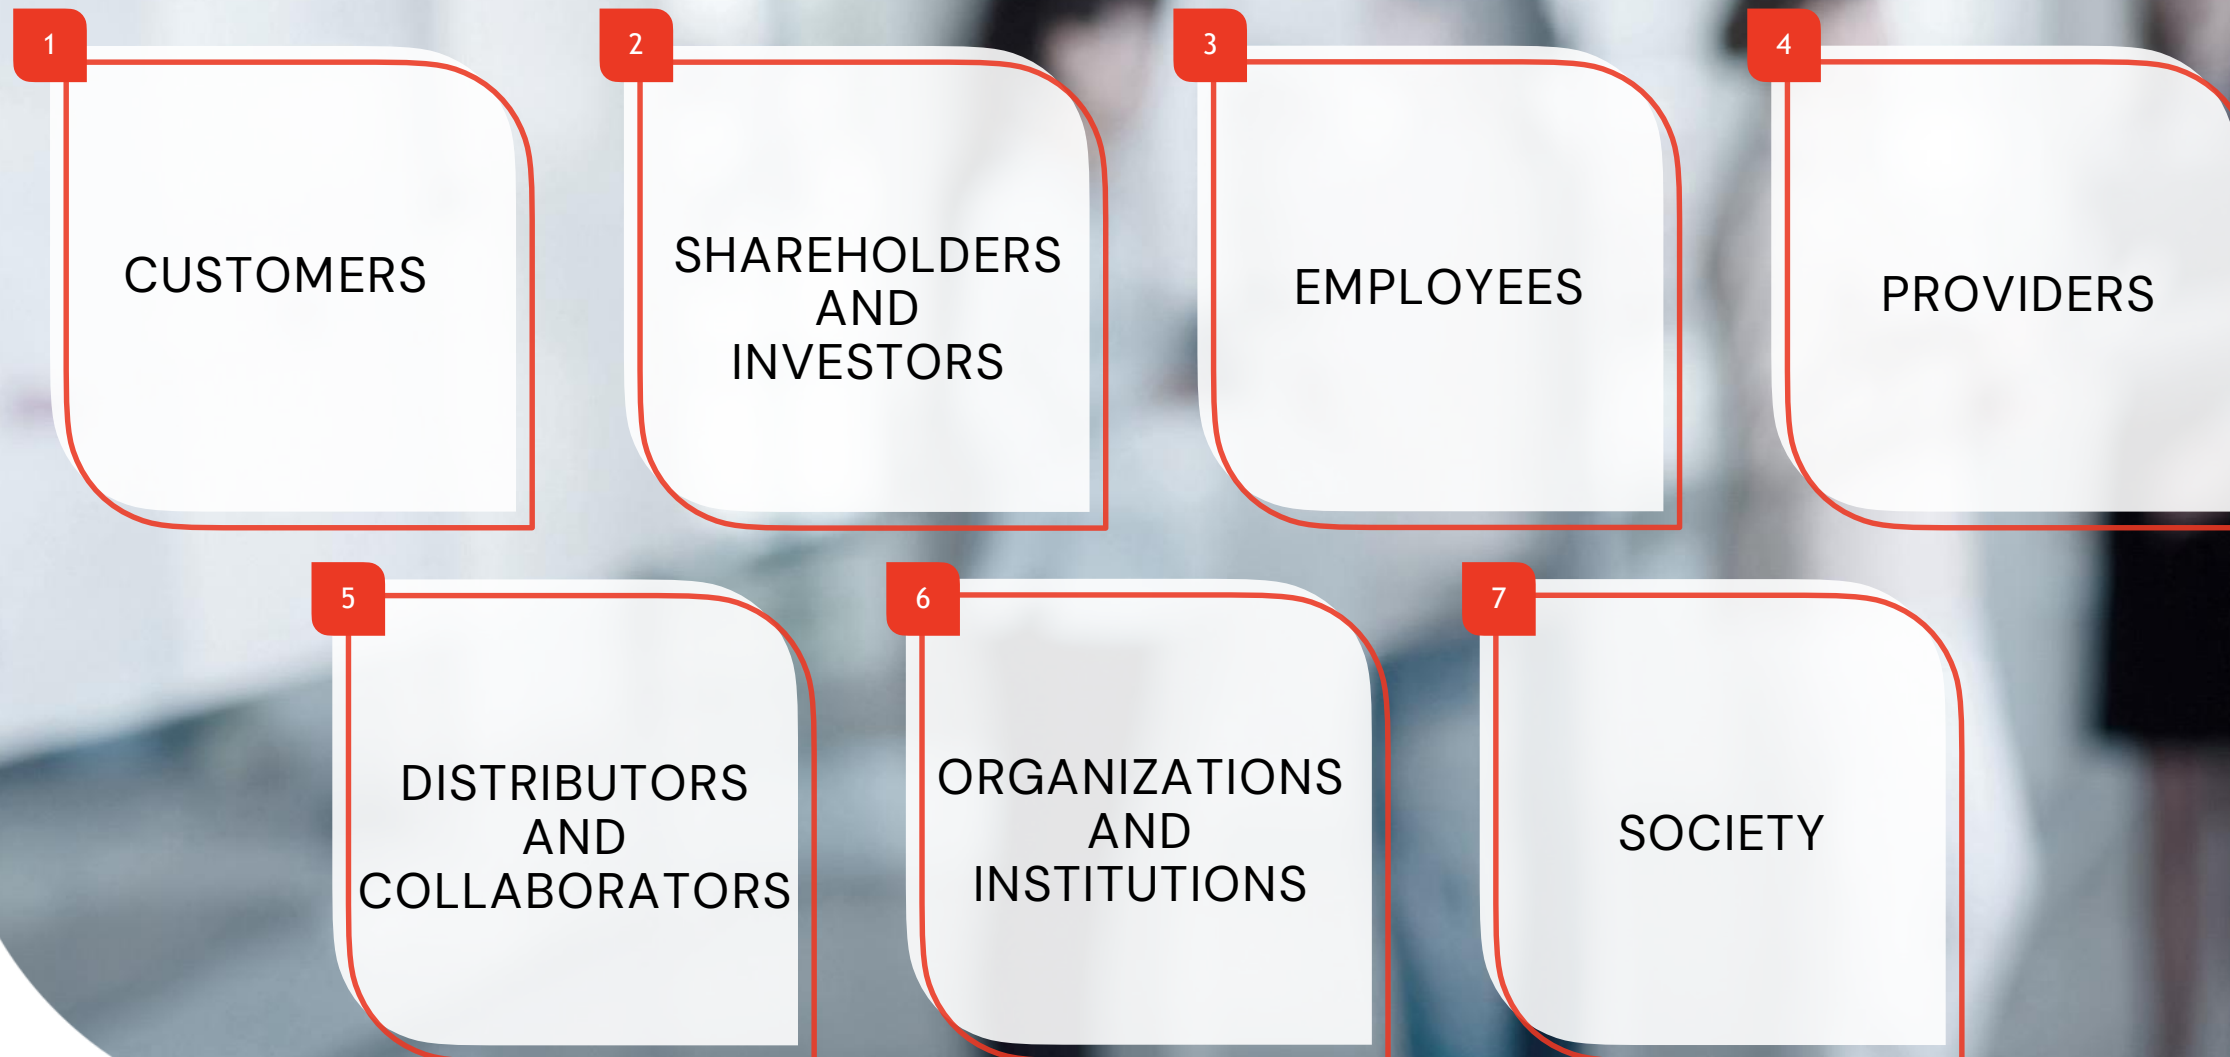 1
CUSTOMERS
2
SHAREHOLDERS
AND
INVESTORS
3
EMPLOYEES
4
PROVIDERS
5
DISTRIBUTORS
AND
COLLABORATORS
6
ORGANIZATIONS
AND
INSTITUTIONS
7
SOCIETY